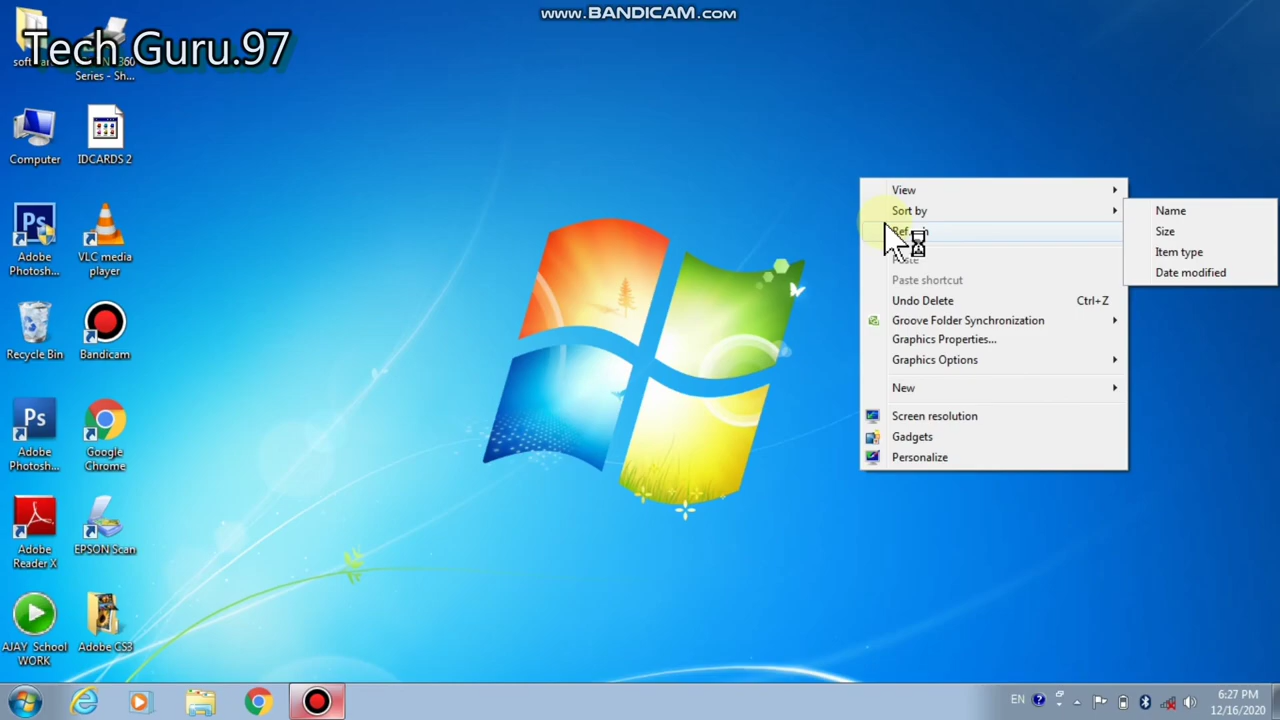 www.BANDICAM.com
Tech Guru.97
Series - Sh...
Computer
IDCARDS 2
Adobe
Photosh...
VLC media
player
Recycle Bin
Bandicam
Adobe
Photosh...
Google
Chrome
Adobe
Reader X
EPSON Scan
AJAY School
WORK
Adobe CS3
View
Sort by
Paste shortcut
Undo Delete Ctrl+Z
Groove Folder Synchronization
Graphics Properties...
Graphics Options
New
Screen resolution
Gadgets
Personalize
Name
Size
Item type
Date modified
EN
6:27 PM
12/16/2020